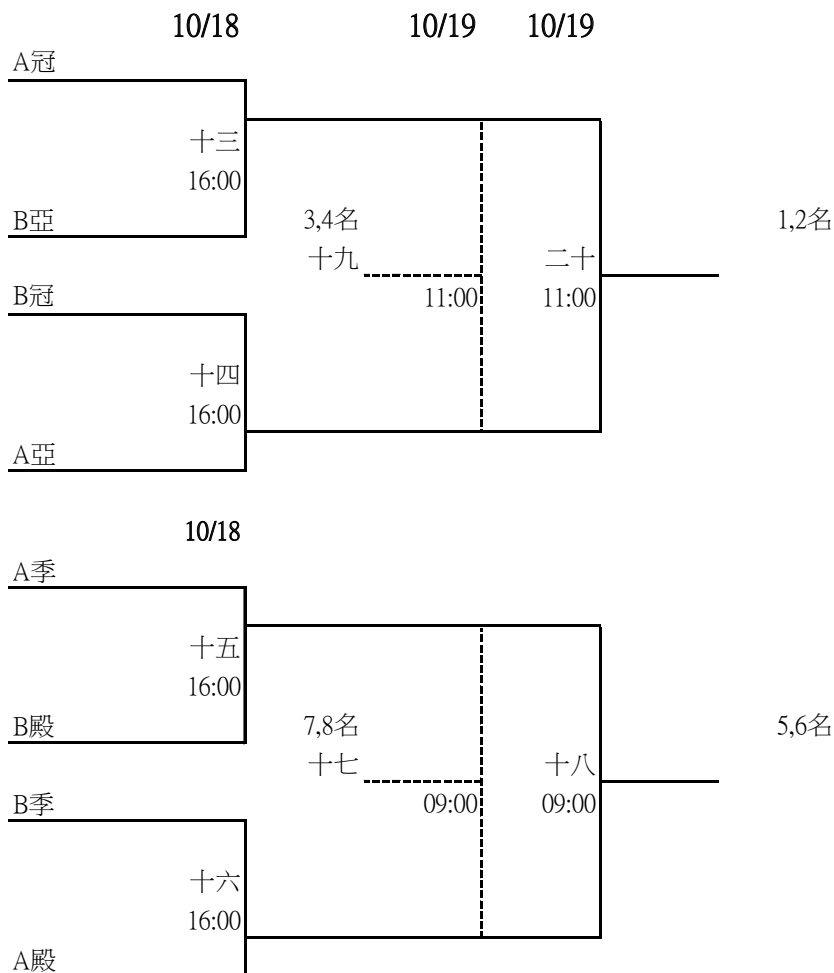 10/18 10/19 10/19
A冠
十三
16:00
B亞
3,4名
1,2名
十九
二十
B冠
11:00
11:00
十四
16:00
A亞
10/18
A季
十五
16:00
B殿
7,8名
5,6名
十七
十八
B季
09:00
09:00
十六
16:00
A殿